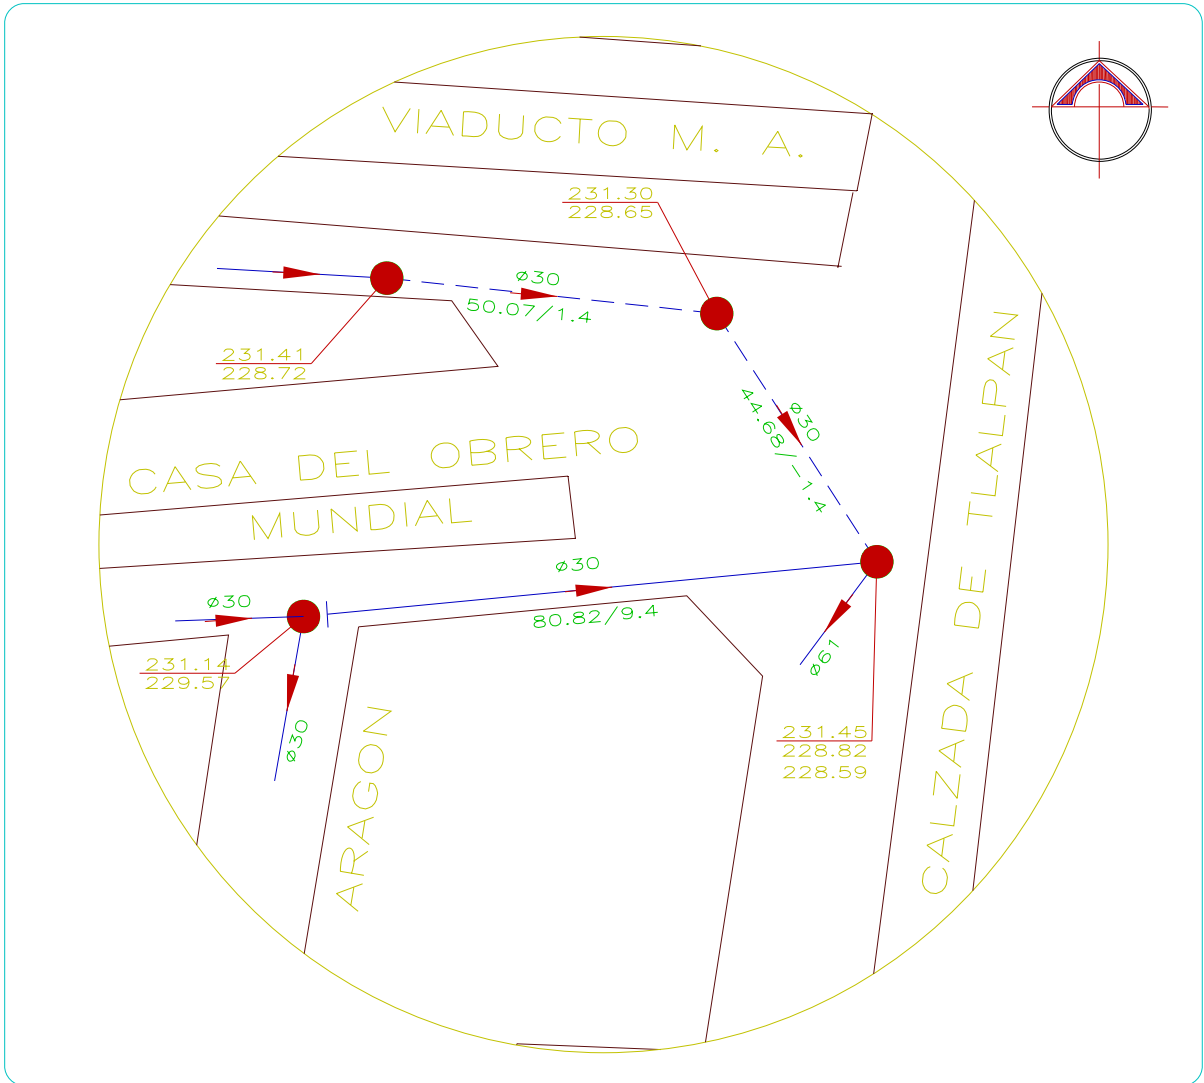 VIADUCTO M. A.
231.30
228.65
ø30
50.07/1.4
231.41
228.72
ø30
44.68/-1.4
CASA DEL OBRERO
MUNDIAL
CALZADA DE TLALPAN
ø30
80.82/9.4
ø30
231.14
229.57
ø30
ø61
231.45
228.82
228.59
ARAGON